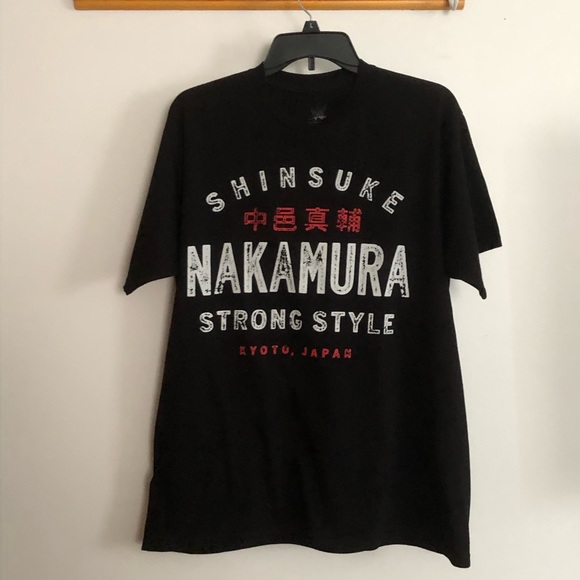 SHINSUKE
中邑真輔
NAKAMURA
STRONG STYLE
KYOTO, JAPAN